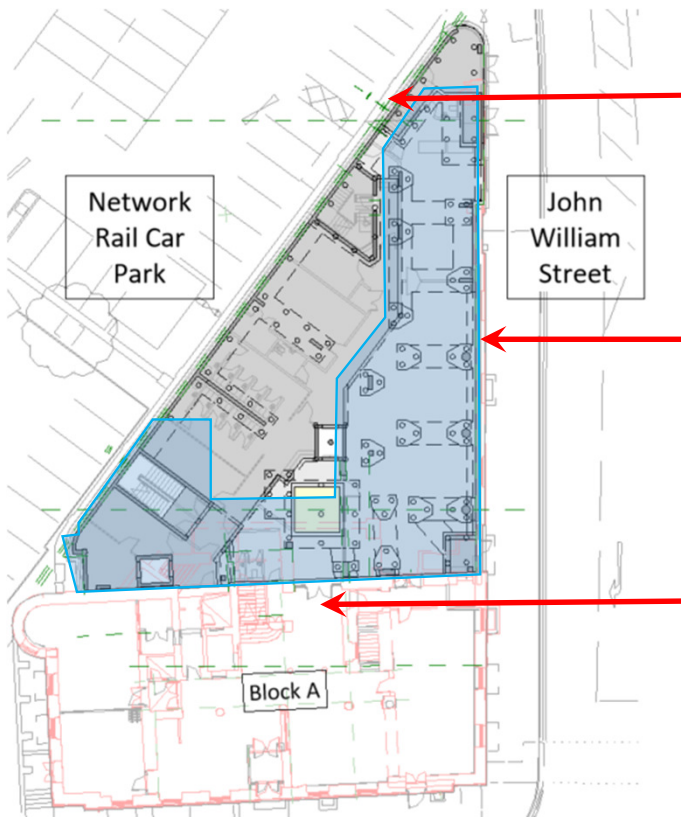 Network
Rail Car
Park
John
William
Street
Block A